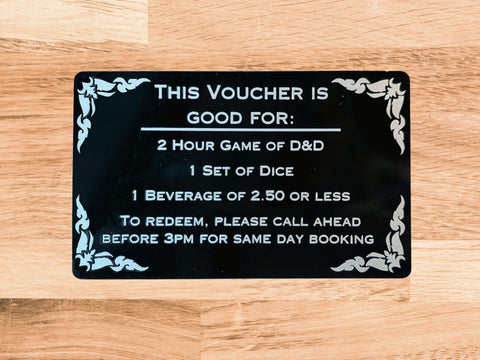 This Voucher is
good for:
2 Hour Game of D&D
1 Set of Dice
1 Beverage of 2.50 or less
To redeem, please call ahead
before 3pm for same day booking